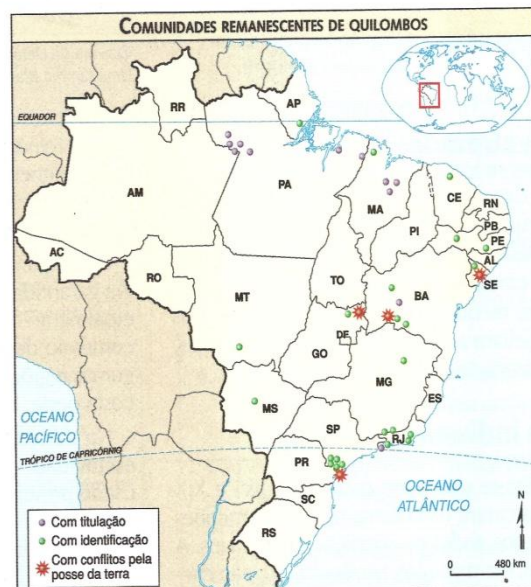 COMUNIDADES REMANESCENTES DE QUILOMBOS
EQUADOR
RR
AP
AM
PA
MA
CE
RN
PB
PE
AL
SE
PI
AC
RO
TO
BA
MT
DF
GO
MG
ES
MS
SP
RJ
PR
SC
RS
OCEANO
PACÍFICO
TRÓPICO DE CAPRICÓRNIO
OCEANO
ATLÂNTICO
Com titulação
Com identificação
Com conflitos pela
posse da terra
N
0 480 km